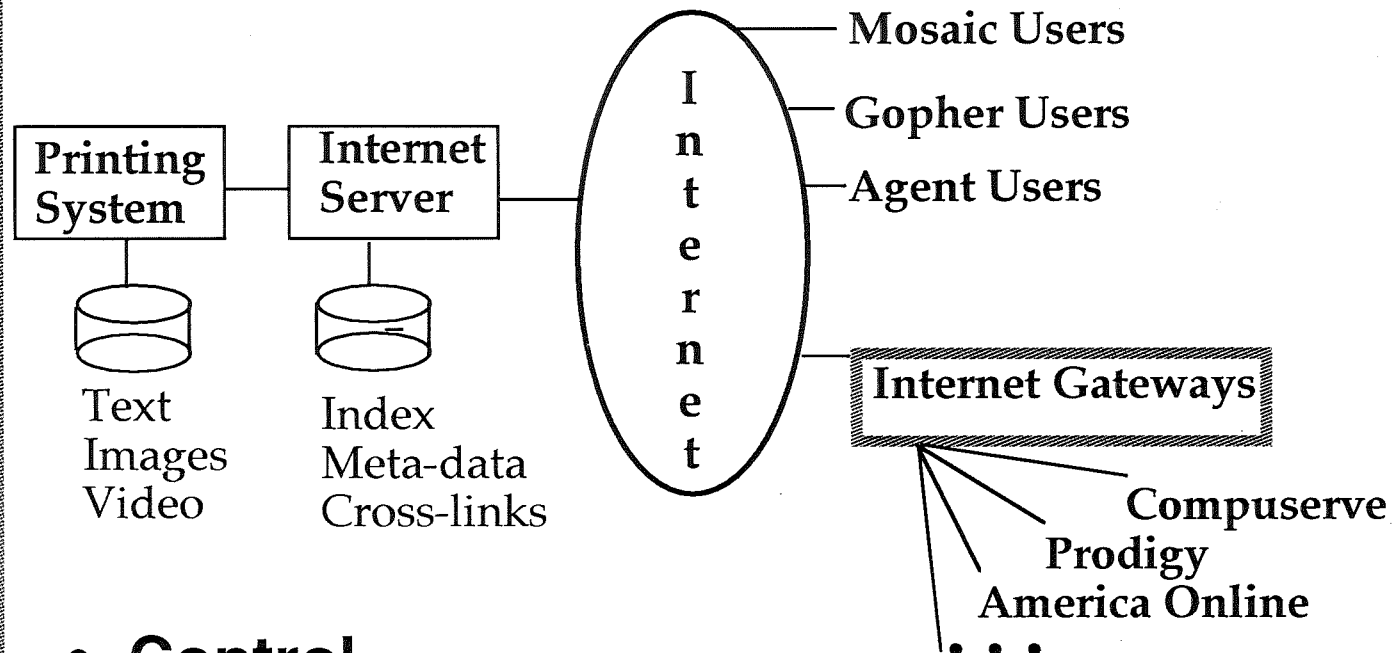 Mosaic Users
Gopher Users
Agent Users
Printing
System
Internet
Server
Internet
Text
Images
Video
Index
Meta-data
Cross-links
Internet Gateways
Compuserve
Prodigy
America Online